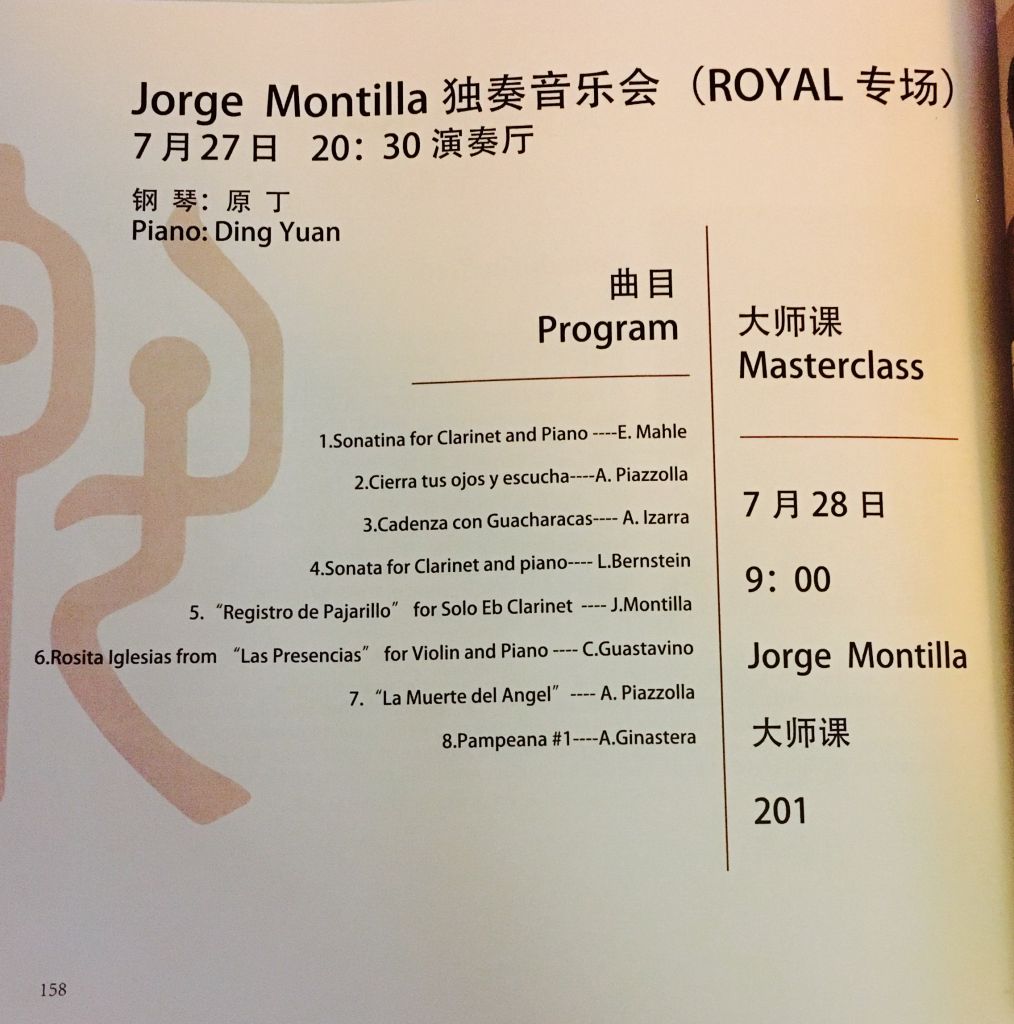 Jorge Montilla 独奏音乐会（ROYAL 专场）
7 月 27 日 20：30 演奏厅
钢 琴：原 丁
Piano: Ding Yuan
曲目
Program
1.Sonatina for Clarinet and Piano ----E. Mahle
2.Cierra tus ojos y escucha----A. Piazzolla
3.Cadenza con Guacharacas---- A. Izarra
4.Sonata for Clarinet and piano---- L.Bernstein
5.“Registro de Pajarillo” for Solo Eb Clarinet ---- J.Montilla
6.Rosita Iglesias from “Las Presencias” for Violin and Piano ---- C.Guastavino
7.“La Muerte del Angel” ---- A. Piazzolla
8.Pampeana #1----A.Ginastera
大师课
Masterclass
7 月 28 日
9：00
Jorge Montilla
大师课
201
158